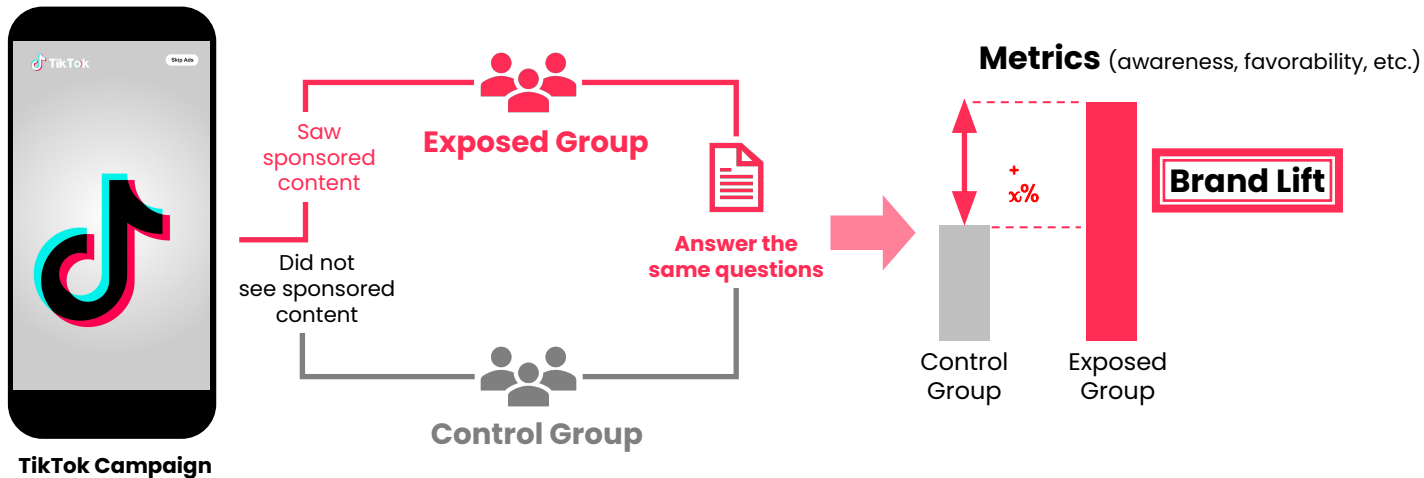 TikTok
Skip Ads
TikTok Campaign
Saw
sponsored
content
Did not
see sponsored
content
Exposed Group
Control Group
Answer the
same questions
Metrics (awareness, favorability, etc.)
+
x%
Brand Lift
Control
Group
Exposed
Group